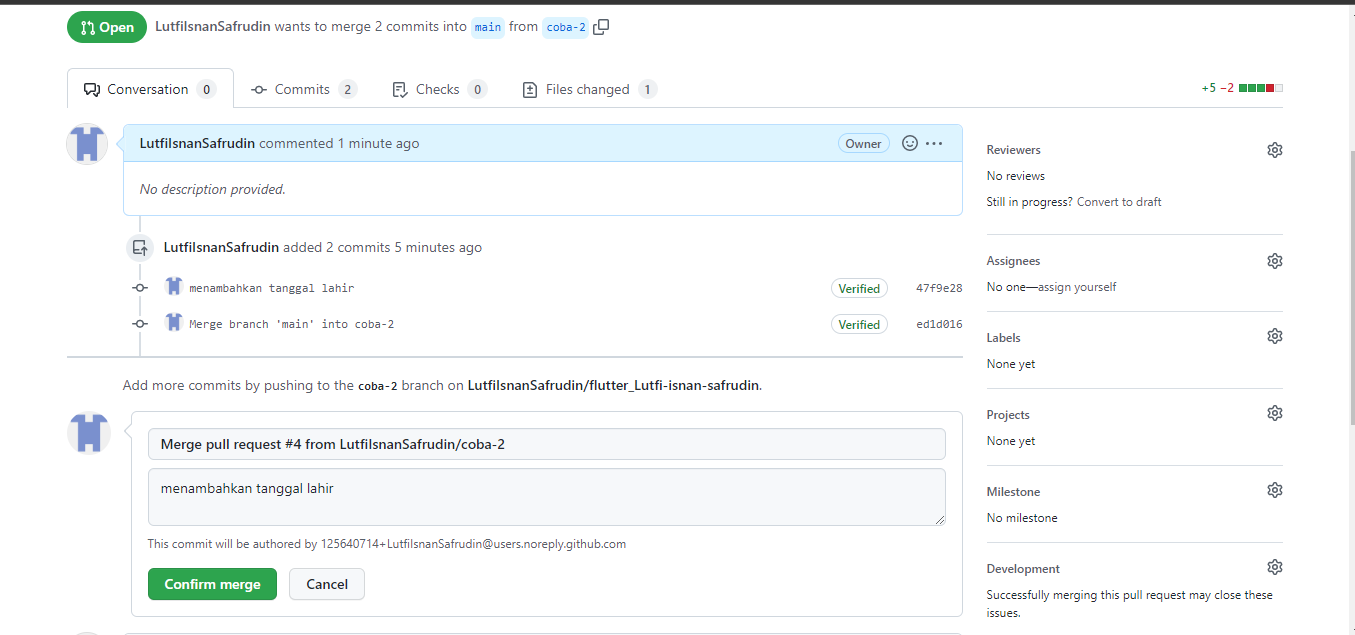 Open LutfiIsnanSafrudin wants to merge 2 commits into main from coba-2
Conversation 0 Commits 2 Checks 0 Files changed 1 +5 −2
LutfiIsnanSafrudin commented 1 minute ago Owner
No description provided.
LutfiIsnanSafrudin added 2 commits 5 minutes ago
menambahkan tanggal lahir Verified 47f9e28
Merge branch 'main' into coba-2 Verified ed1d016
Add more commits by pushing to the coba-2 branch on LutfiIsnanSafrudin/flutter_Lutfi-isnan-safrudin.
Merge pull request #4 from LutfiIsnanSafrudin/coba-2
menambahkan tanggal lahir
This commit will be authored by 125640714+LutfiIsnanSafrudin@users.noreply.github.com
Confirm merge Cancel
Reviewers
No reviews
Still in progress? Convert to draft
Assignees
No one—assign yourself
Labels
None yet
Projects
None yet
Milestone
No milestone
Development
Successfully merging this pull request may close these
issues.